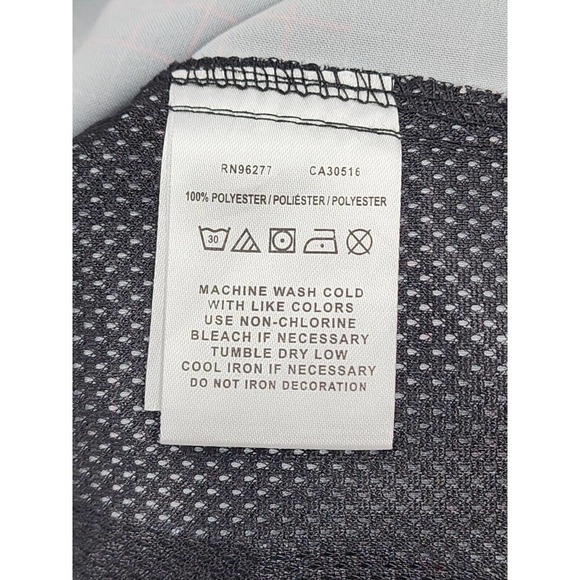 RN96277 CA30516
100% POLYESTER / POLIÉSTER / POLYESTER
30
MACHINE WASH COLD
WITH LIKE COLORS
USE NON-CHLORINE
BLEACH IF NECESSARY
TUMBLE DRY LOW
COOL IRON IF NECESSARY
DO NOT IRON DECORATION